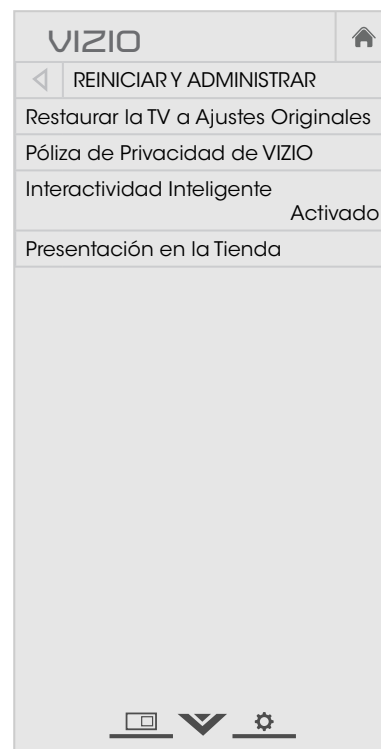 VIZIO
REINICIAR Y ADMINISTRAR
Restaurar la TV a Ajustes Originales
Póliza de Privacidad de VIZIO
Interactividad Inteligente
Activado
Presentación en la Tienda